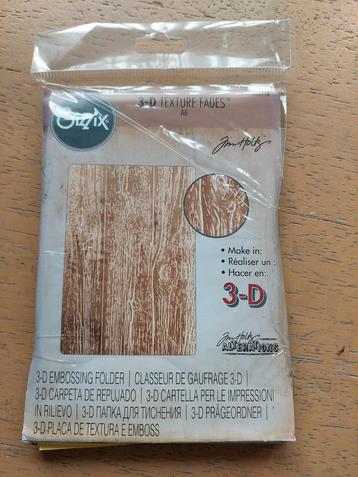 Sizzix
3-D TEXTURE FADES™
A6
Tim Holtz
• Make in:
• Réaliser un :
• Hacer en:
3-D
Tim Holtz
ALTERATIONS
3-D EMBOSSING FOLDER | CLASSEUR DE GAUFRAGE 3-D |
3-D CARPETA DE REPUJADO | 3-D CARTELLA PER LE IMPRESSIONI
IN RILIEVO | 3-D ПАПКА ДЛЯ ТИСНЕНИЯ | 3-D PRÄGEORDNER |
3-D PLACA DE TEXTURA E EMBOSS